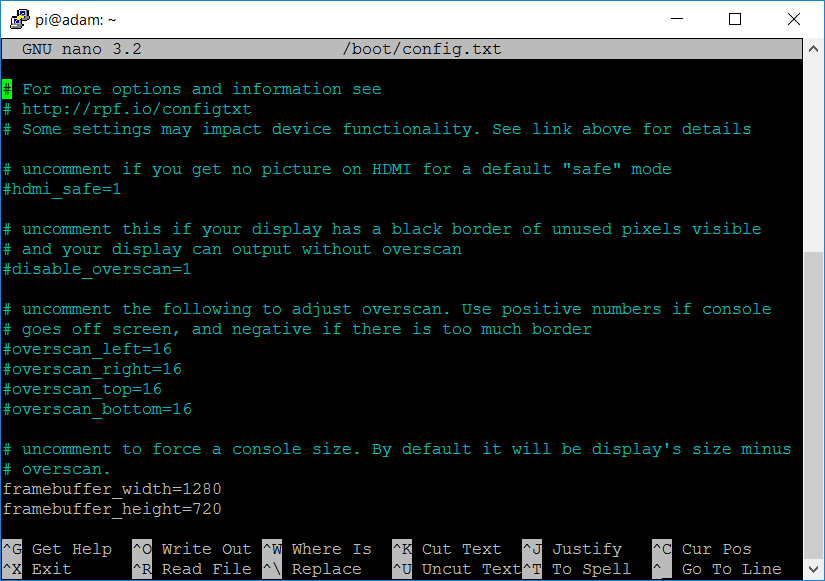 pi@adam: ~
GNU nano 3.2 /boot/config.txt
# For more options and information see
# http://rpf.io/configtxt
# Some settings may impact device functionality. See link above for details
# uncomment if you get no picture on HDMI for a default "safe" mode
#hdmi_safe=1
# uncomment this if your display has a black border of unused pixels visible
# and your display can output without overscan
#disable_overscan=1
# uncomment the following to adjust overscan. Use positive numbers if console
# goes off screen, and negative if there is too much border
#overscan_left=16
#overscan_right=16
#overscan_top=16
#overscan_bottom=16
# uncomment to force a console size. By default it will be display's size minus
# overscan.
framebuffer_width=1280
framebuffer_height=720
^G Get Help ^O Write Out ^W Where Is ^K Cut Text ^J Justify ^C Cur Pos
^X Exit ^R Read File ^\ Replace ^U Uncut Text ^T To Spell ^_ Go To Line